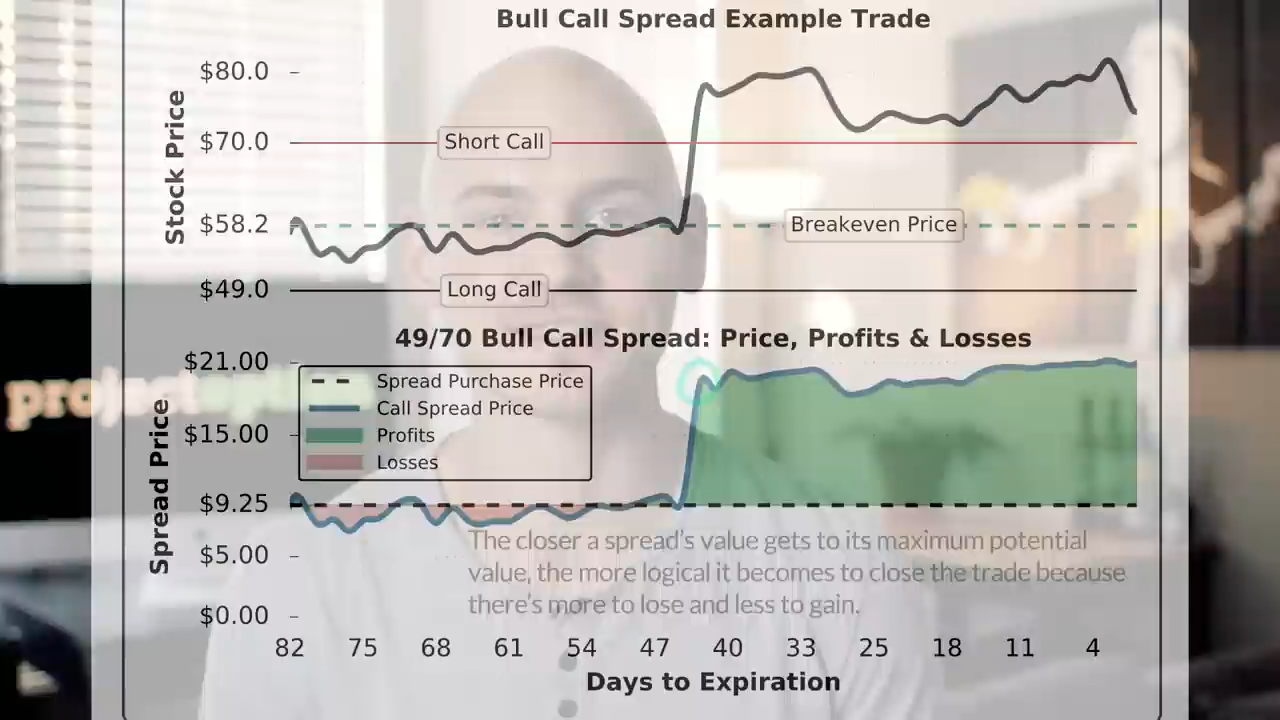 Bull Call Spread Example Trade
Stock Price
$80.0
$70.0
$58.2
$49.0
Short Call
Breakeven Price
Long Call
49/70 Bull Call Spread: Price, Profits & Losses
Spread Price
$21.00
$15.00
$9.25
$5.00
$0.00
Spread Purchase Price
Call Spread Price
Profits
Losses
The closer a spread's value gets to its maximum potential
value, the more logical it becomes to close the trade because
there's more to lose and less to gain.
82 75 68 61 54 47 40 33 25 18 11 4
Days to Expiration